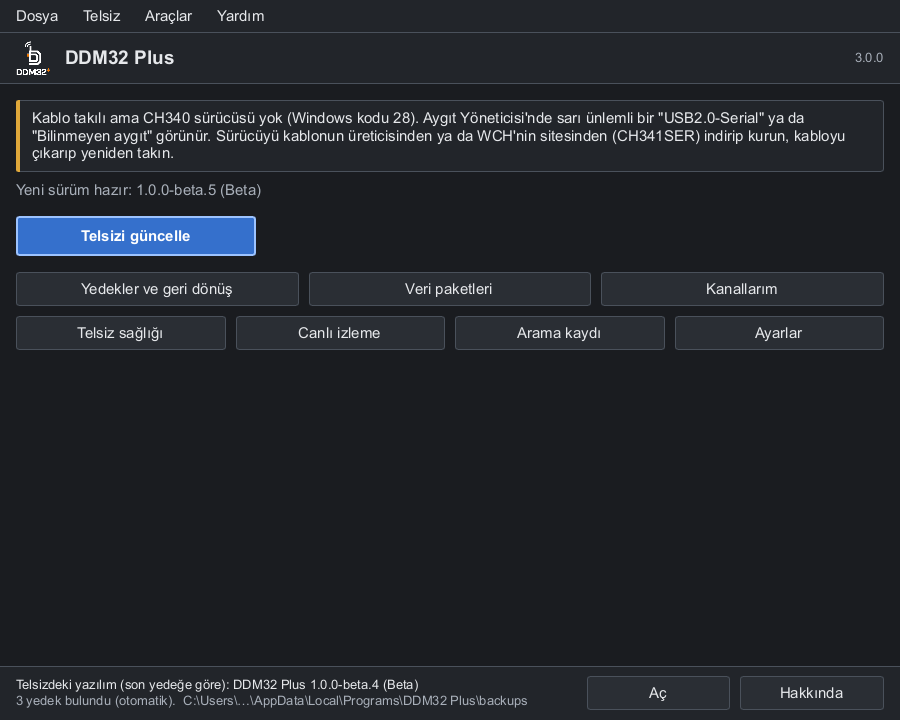 Dosya Telsiz Araçlar Yardım
DDM32+ DDM32 Plus 3.0.0
Kablo takılı ama CH340 sürücüsü yok (Windows kodu 28). Aygıt Yöneticisi'nde sarı ünlemli bir "USB2.0-Serial" ya da
"Bilinmeyen aygıt" görünür. Sürücüyü kablonun üreticisinden ya da WCH'nin sitesinden (CH341SER) indirip kurun, kabloyu
çıkarıp yeniden takın.
Yeni sürüm hazır: 1.0.0-beta.5 (Beta)
Telsizi güncelle
Yedekler ve geri dönüş Veri paketleri Kanallarım
Telsiz sağlığı Canlı izleme Arama kaydı Ayarlar
Telsizdeki yazılım (son yedeğe göre): DDM32 Plus 1.0.0-beta.4 (Beta)
3 yedek bulundu (otomatik). C:\Users\...\AppData\Local\Programs\DDM32 Plus\backups
Aç Hakkında